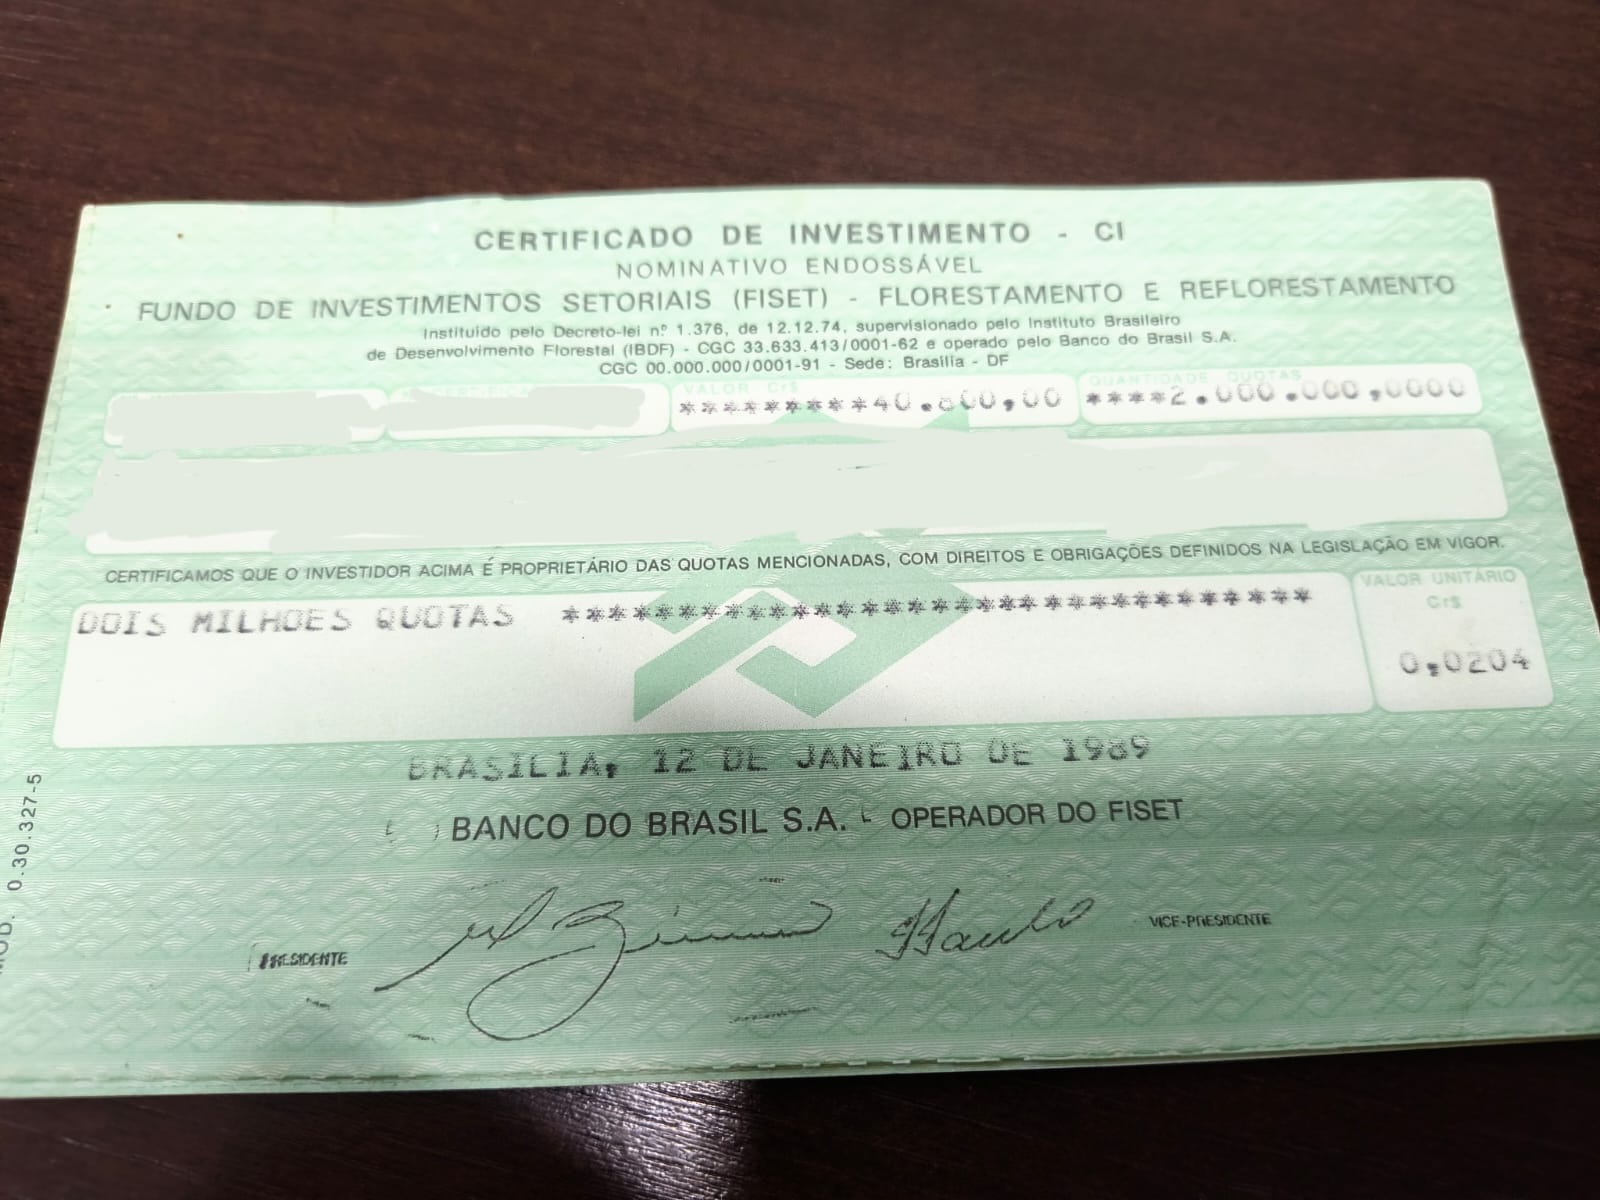 CERTIFICADO DE INVESTIMENTO - CI
NOMINATIVO ENDOSSÁVEL
FUNDO DE INVESTIMENTOS SETORIAIS (FISET) - FLORESTAMENTO E REFLORESTAMENTO
Instituído pelo Decreto-lei nº 1.376, de 12.12.74, supervisionado pelo Instituto Brasileiro
de Desenvolvimento Florestal (IBDF) - CGC 33.633.413/0001-62 e operado pelo Banco do Brasil S.A.
CGC 00.000.000/0001-91 - Sede: Brasília - DF
VALOR Cr$ QUANTIDADE QUOTAS
*********40.800,00 ****2.000.000,0000
CERTIFICAMOS QUE O INVESTIDOR ACIMA É PROPRIETÁRIO DAS QUOTAS MENCIONADAS, COM DIREITOS E OBRIGAÇÕES DEFINIDOS NA LEGISLAÇÃO EM VIGOR.
DOIS MILHOES QUOTAS ********************************
VALOR UNITÁRIO
Cr$
0,0204
BRASILIA, 12 DE JANEIRO DE 1989
BANCO DO BRASIL S.A. - OPERADOR DO FISET
PRESIDENTE
VICE-PRESIDENTE
MOD. 0.30.327-5